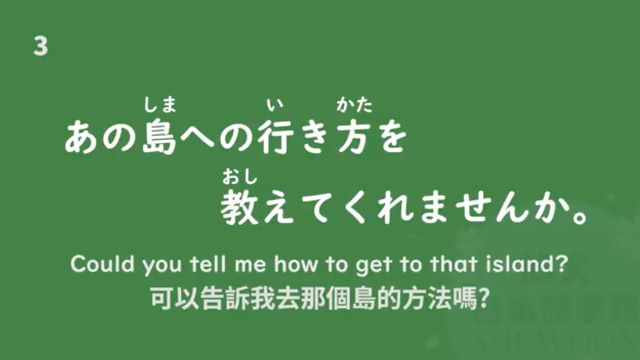 3
しま い かた
あの島への行き方を
おし
教えてくれませんか。
Could you tell me how to get to that island?
可以告訴我去那個島的方法嗎?